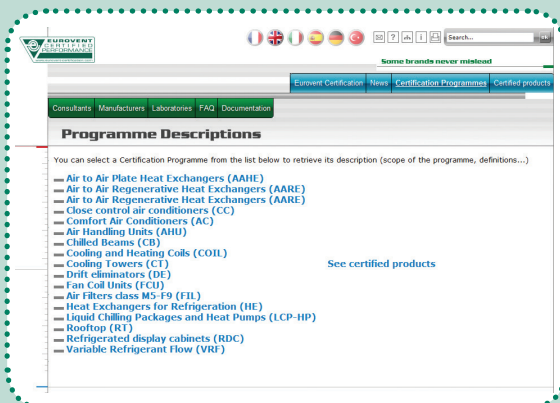 EUROVENT
CERTIFIED
PERFORMANCE
Search...
Some brands never mislead
Eurovent Certification News Certification Programmes Certified products
Consultants Manufacturers Laboratories FAQ Documentation
Programme Descriptions
You can select a Certification Programme from the list below to retrieve its description (scope of the programme, definitions...)
Air to Air Plate Heat Exchangers (AAHE)
Air to Air Regenerative Heat Exchangers (AARE)
Air to Air Regenerative Heat Exchangers (AARE)
Close control air conditioners (CC)
Comfort Air Conditioners (AC)
Air Handling Units (AHU)
Chilled Beams (CB)
Cooling and Heating Coils (COIL)
Cooling Towers (CT) See certified products
Drift eliminators (DE)
Fan Coil Units (FCU)
Air Filters class M5-F9 (FIL)
Heat Exchangers for Refrigeration (HE)
Liquid Chilling Packages and Heat Pumps (LCP-HP)
Rooftop (RT)
Refrigerated display cabinets (RDC)
Variable Refrigerant Flow (VRF)